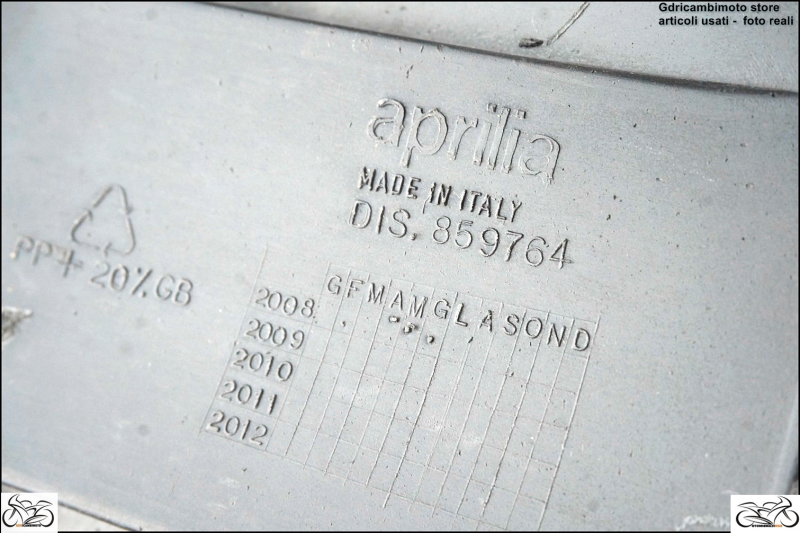 Gdricambimoto store
articoli usati - foto reali
aprilia
MADE IN ITALY
DIS. 859764
PP+ 20% GB
GFMAMGLASOND
2008
2009
2010
2011
2012